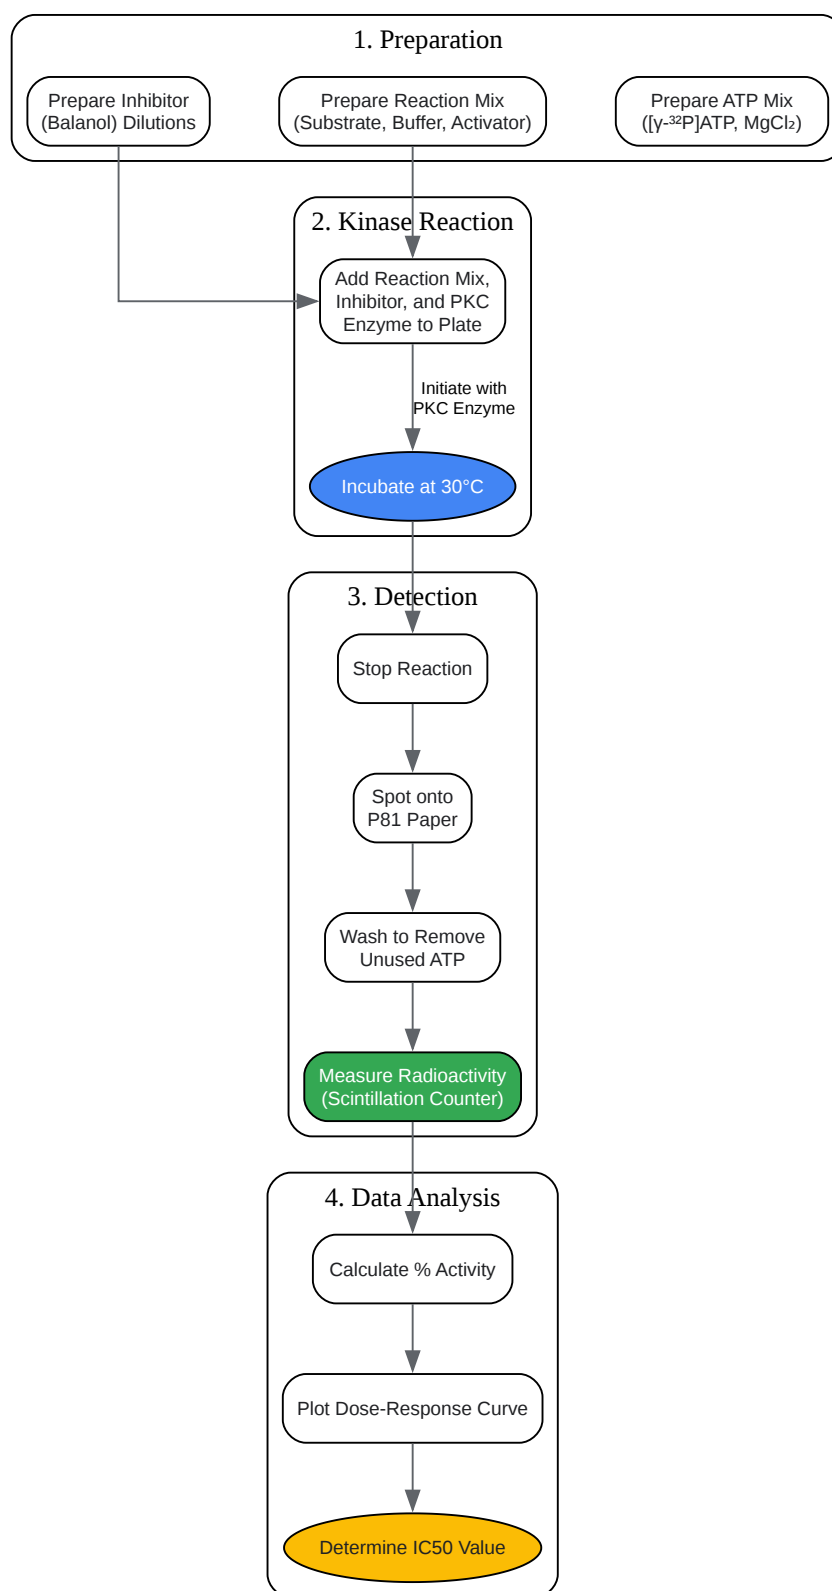 1. Preparation
Prepare Inhibitor
(Balanol) Dilutions
Prepare Reaction Mix
(Substrate, Buffer, Activator)
Prepare ATP Mix
([γ-³²P]ATP, MgCl₂)
2. Kinase Reaction
Add Reaction Mix,
Inhibitor, and PKC
Enzyme to Plate
Initiate with
PKC Enzyme
Incubate at 30°C
3. Detection
Stop Reaction
Spot onto
P81 Paper
Wash to Remove
Unused ATP
Measure Radioactivity
(Scintillation Counter)
4. Data Analysis
Calculate % Activity
Plot Dose-Response Curve
Determine IC50 Value